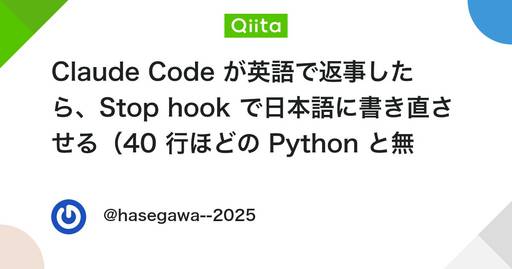 Qiita
Claude Code が英語で返事した
ら、Stop hook で日本語に書き直さ
せる（40 行ほどの Python と無
@hasegawa--2025